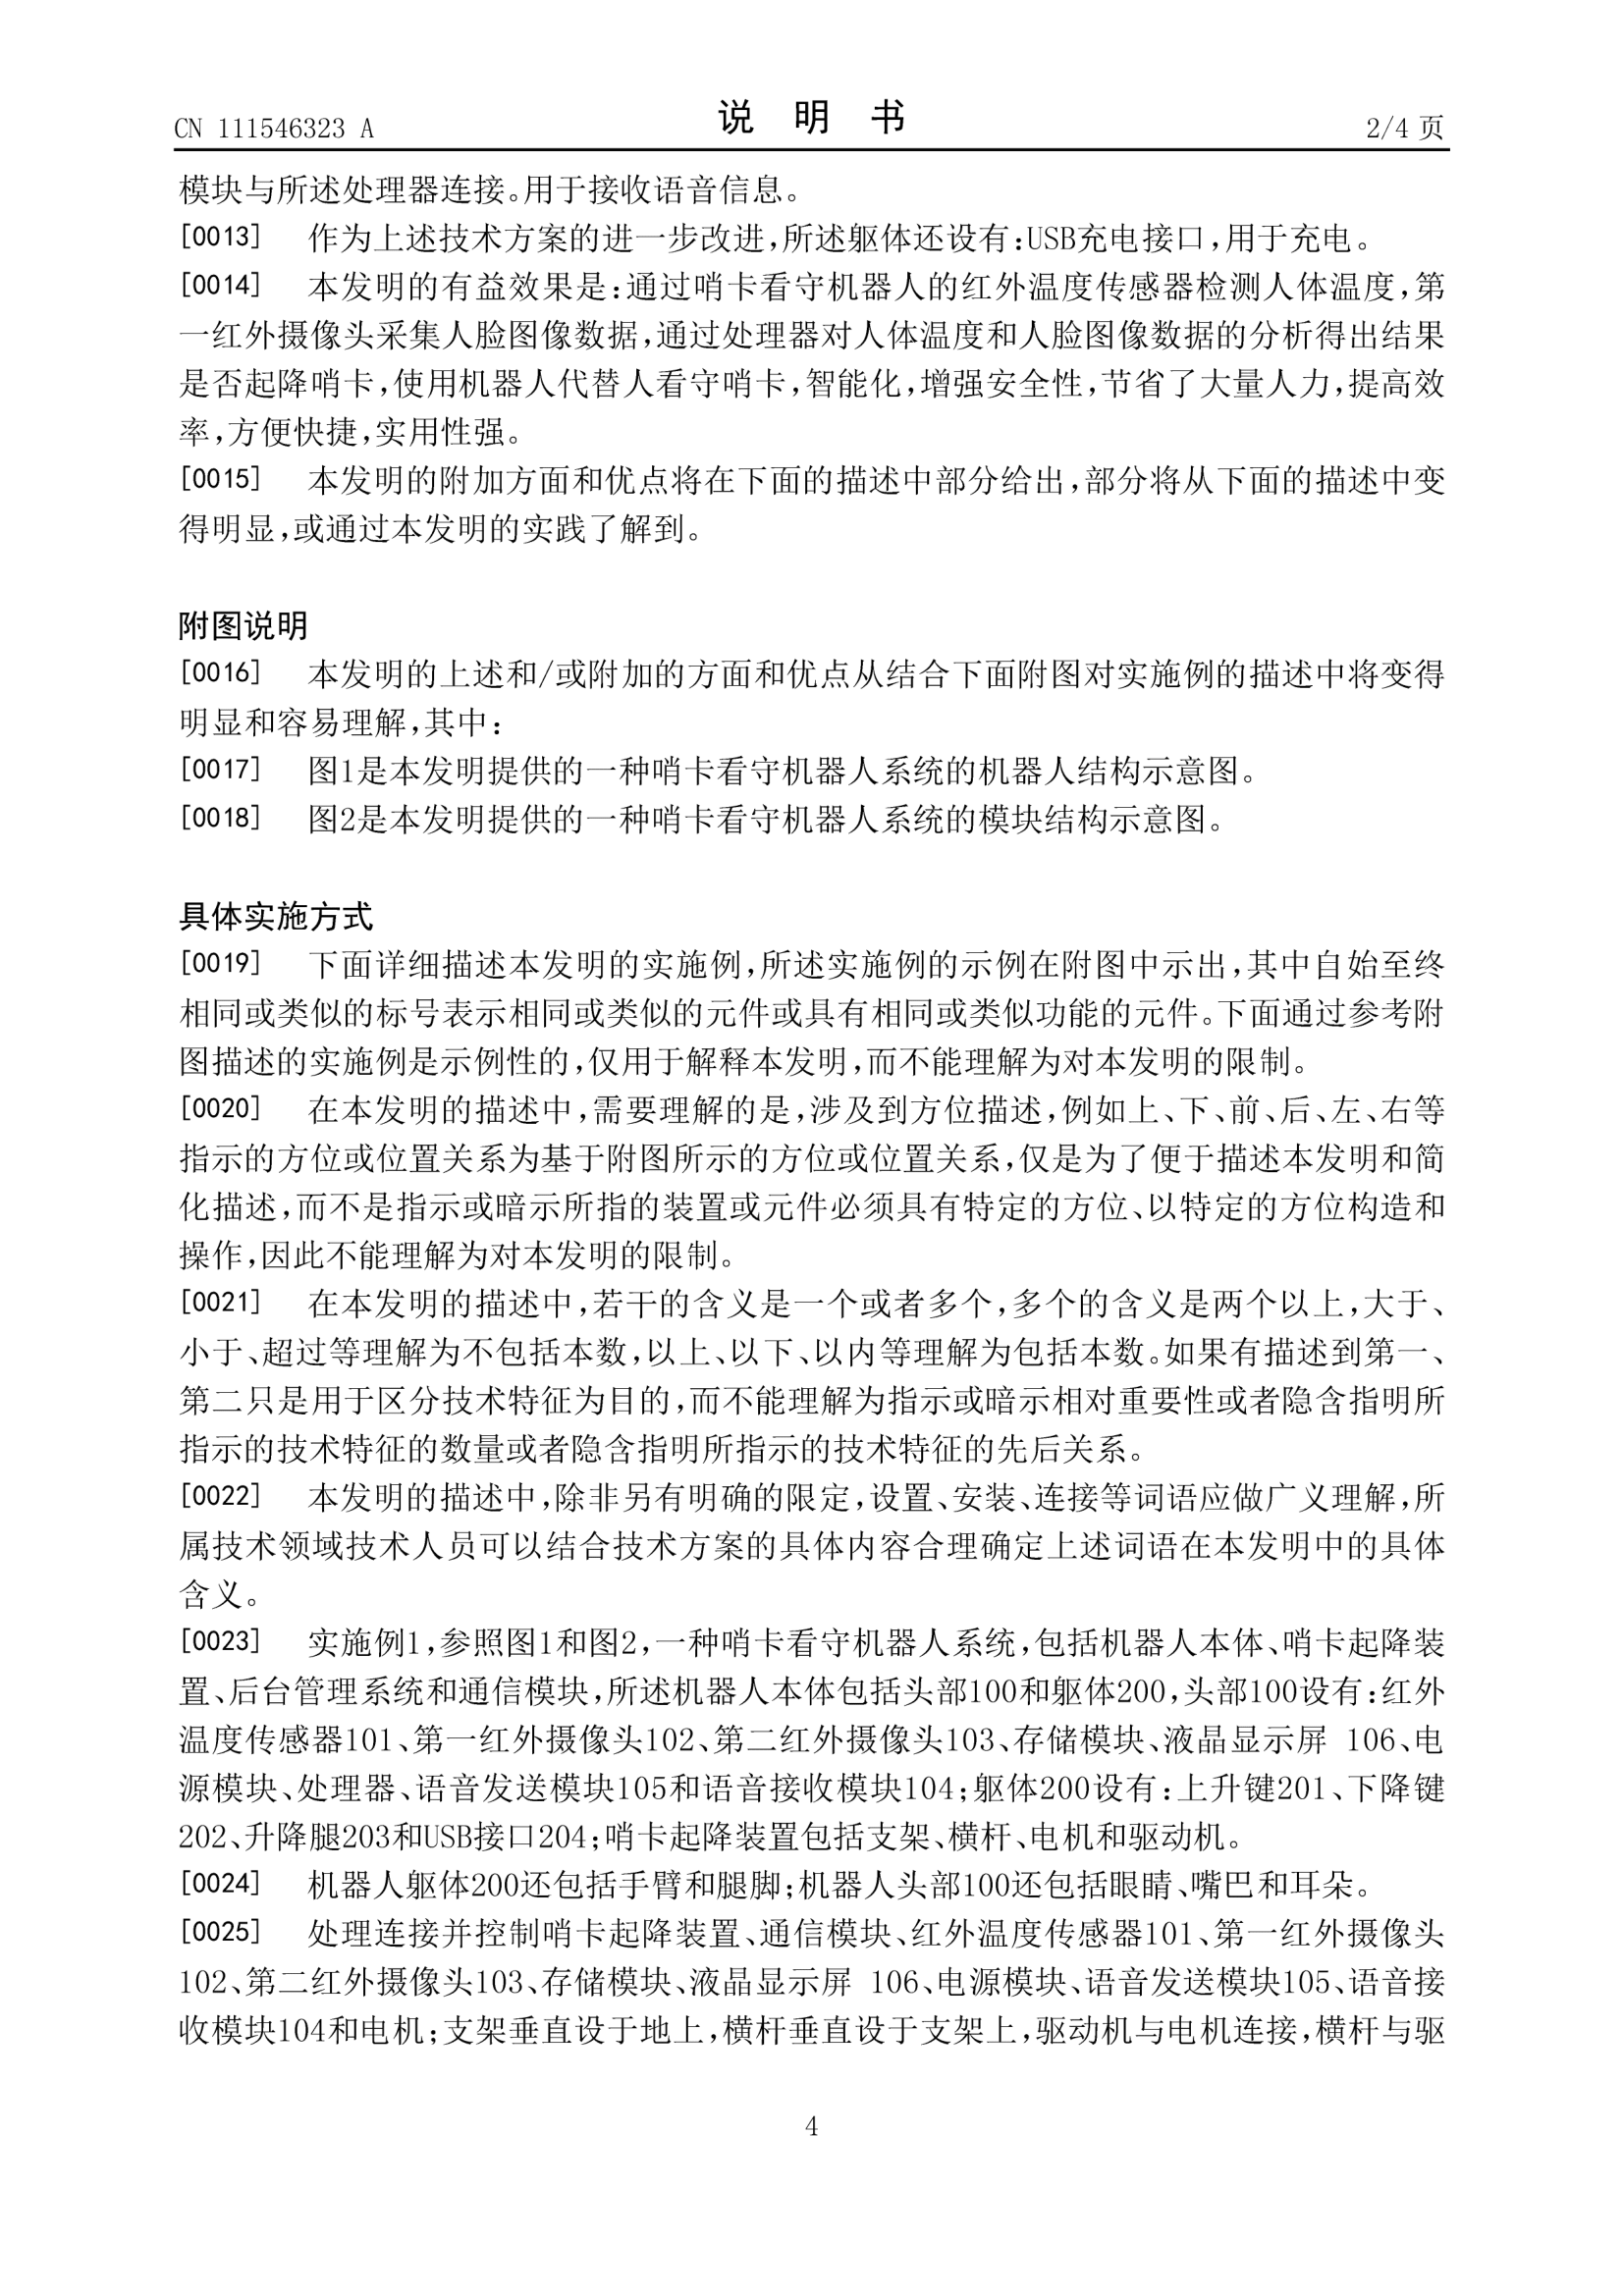 CN 111546323 A
说 明 书
2/4 页
模块与所述处理器连接。用于接收语音信息。
[0013] 作为上述技术方案的进一步改进,所述躯体还设有:USB充电接口,用于充电。
[0014] 本发明的有益效果是:通过哨卡看守机器人的红外温度传感器检测人体温度,第
一红外摄像头采集人脸图像数据,通过处理器对人体温度和人脸图像数据的分析得出结果
是否起降哨卡,使用机器人代替人看守哨卡,智能化,增强安全性,节省了大量人力,提高效
率,方便快捷,实用性强。
[0015] 本发明的附加方面和优点将在下面的描述中部分给出,部分将从下面的描述中变
得明显,或通过本发明的实践了解到。
附图说明
[0016] 本发明的上述和/或附加的方面和优点从结合下面附图对实施例的描述中将变得
明显和容易理解,其中:
[0017] 图1是本发明提供的一种哨卡看守机器人系统的机器人结构示意图。
[0018] 图2是本发明提供的一种哨卡看守机器人系统的模块结构示意图。
具体实施方式
[0019] 下面详细描述本发明的实施例,所述实施例的示例在附图中示出,其中自始至终
相同或类似的标号表示相同或类似的元件或具有相同或类似功能的元件。下面通过参考附
图描述的实施例是示例性的,仅用于解释本发明,而不能理解为对本发明的限制。
[0020] 在本发明的描述中,需要理解的是,涉及到方位描述,例如上、下、前、后、左、右等
指示的方位或位置关系为基于附图所示的方位或位置关系,仅是为了便于描述本发明和简
化描述,而不是指示或暗示所指的装置或元件必须具有特定的方位、以特定的方位构造和
操作,因此不能理解为对本发明的限制。
[0021] 在本发明的描述中,若干的含义是一个或者多个,多个的含义是两个以上,大于、
小于、超过等理解为不包括本数,以上、以下、以内等理解为包括本数。如果有描述到第一、
第二只是用于区分技术特征为目的,而不能理解为指示或暗示相对重要性或者隐含指明所
指示的技术特征的数量或者隐含指明所指示的技术特征的先后关系。
[0022] 本发明的描述中,除非另有明确的限定,设置、安装、连接等词语应做广义理解,所
属技术领域技术人员可以结合技术方案的具体内容合理确定上述词语在本发明中的具体
含义。
[0023] 实施例1,参照图1和图2,一种哨卡看守机器人系统,包括机器人本体、哨卡起降装
置、后台管理系统和通信模块,所述机器人本体包括头部100和躯体200,头部100设有:红外
温度传感器101、第一红外摄像头102、第二红外摄像头103、存储模块、液晶显示屏 106、电
源模块、处理器、语音发送模块105和语音接收模块104;躯体200设有:上升键201、下降键
202、升降腿203和USB接口204;哨卡起降装置包括支架、横杆、电机和驱动机。
[0024] 机器人躯体200还包括手臂和腿脚;机器人头部100还包括眼睛、嘴巴和耳朵。
[0025] 处理连接并控制哨卡起降装置、通信模块、红外温度传感器101、第一红外摄像头
102、第二红外摄像头103、存储模块、液晶显示屏 106、电源模块、语音发送模块105、语音接
收模块104和电机;支架垂直设于地上,横杆垂直设于支架上,驱动机与电机连接,横杆与驱
4